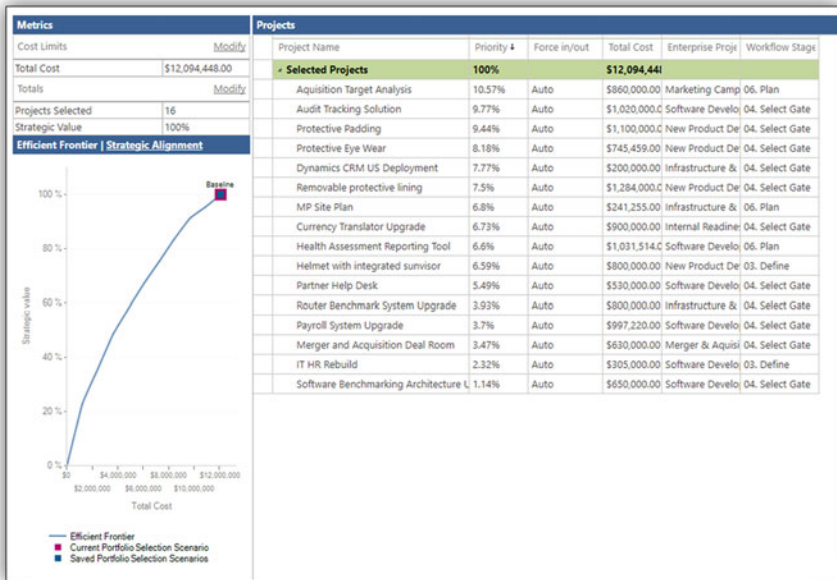 Metrics
Cost Limits Modify
Total Cost $12,094,448.00
Totals Modify
Projects Selected 16
Strategic Value 100%
Efficient Frontier | Strategic Alignment
Baseline
100 %
80 %
60 %
40 %
20 %
0 %
Strategic value
$0 $4,000,000 $8,000,000 $12,000,000
$2,000,000 $6,000,000 $10,000,000
Total Cost
Efficient Frontier
Current Portfolio Selection Scenario
Saved Portfolio Selection Scenarios
Projects
Project Name Priority Force in/out Total Cost Enterprise Proje Workflow Stage
Selected Projects 100% $12,094,448
Aquisition Target Analysis 10.57% Auto $860,000.00 Marketing Camp 06. Plan
Audit Tracking Solution 9.77% Auto $1,020,000.0 Software Develo 04. Select Gate
Protective Padding 9.44% Auto $1,100,000.0 New Product De 04. Select Gate
Protective Eye Wear 8.18% Auto $745,459.00 New Product De 04. Select Gate
Dynamics CRM US Deployment 7.77% Auto $200,000.00 Infrastructure & 04. Select Gate
Removable protective lining 7.5% Auto $1,284,000.0 New Product De 04. Select Gate
MP Site Plan 6.8% Auto $241,255.00 Infrastructure & 06. Plan
Currency Translator Upgrade 6.73% Auto $900,000.00 Internal Readine 04. Select Gate
Health Assessment Reporting Tool 6.6% Auto $1,031,514.0 Software Develo 06. Plan
Helmet with integrated sunvisor 6.59% Auto $800,000.00 New Product De 03. Define
Partner Help Desk 5.49% Auto $530,000.00 Software Develo 04. Select Gate
Router Benchmark System Upgrade 3.93% Auto $800,000.00 Infrastructure & 04. Select Gate
Payroll System Upgrade 3.7% Auto $997,220.00 Software Develo 04. Select Gate
Merger and Acquisition Deal Room 3.47% Auto $630,000.00 Merger & Aquisi 04. Select Gate
IT HR Rebuild 2.32% Auto $305,000.00 Software Develo 03. Define
Software Benchmarking Architecture U 1.14% Auto $650,000.00 Software Develo 04. Select Gate